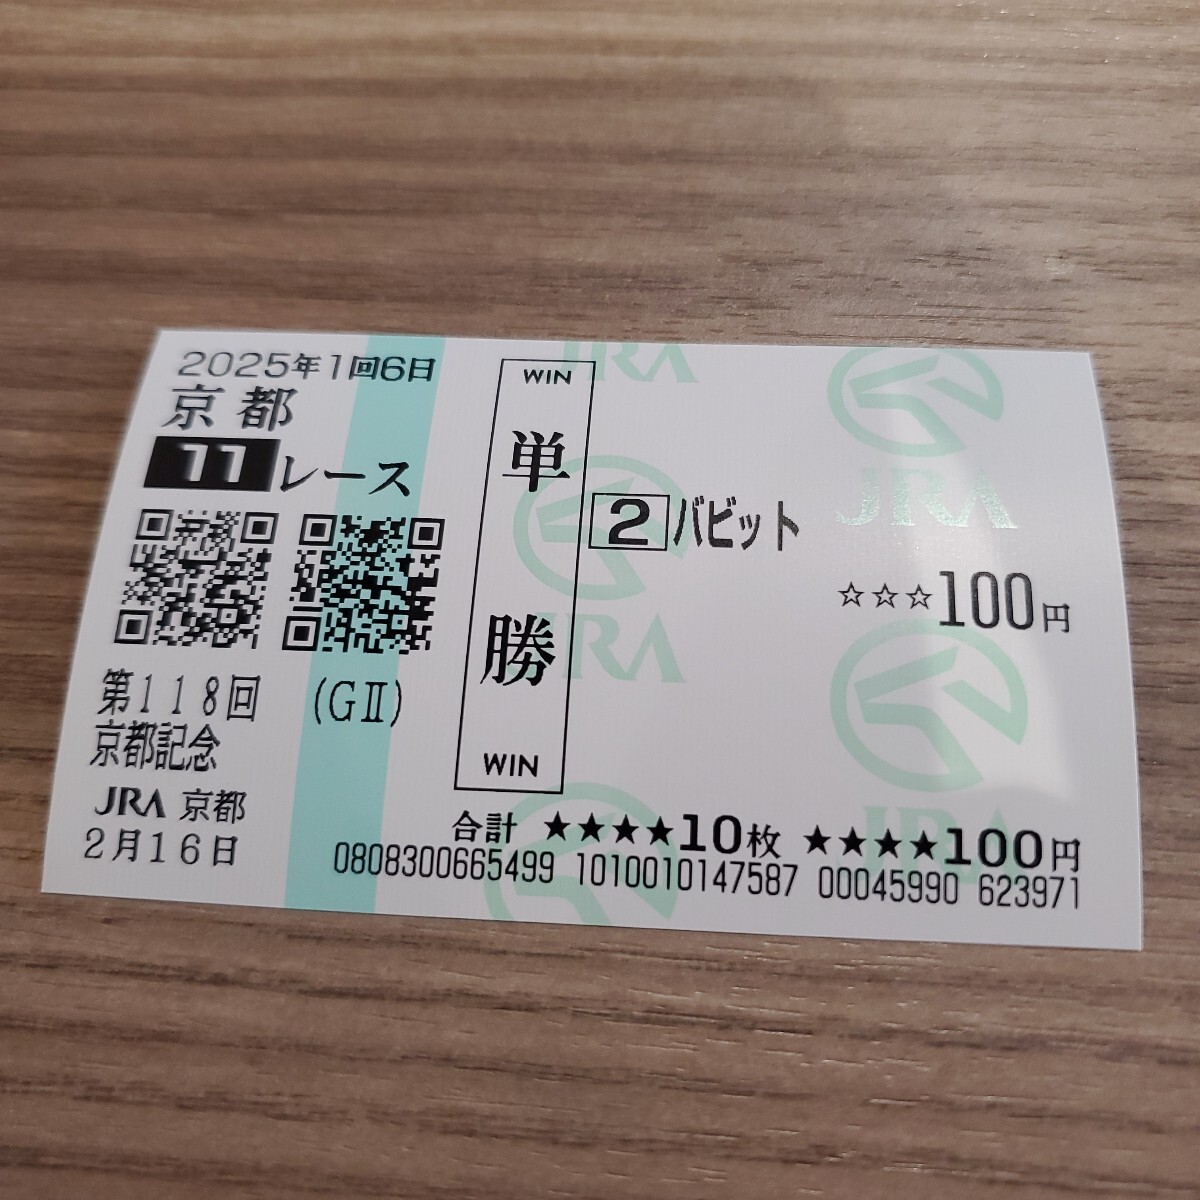 2025年1回6日
京都
11レース
第118回 (GⅡ)
京都記念
JRA 京都
2月16日
WIN
単勝
WIN
2 バビット
☆☆☆100円
合計 ★★★★10枚 ★★★★100円
0808300665499 1010010147587 00045990 623971
JRA
JRA
JRA
JRA